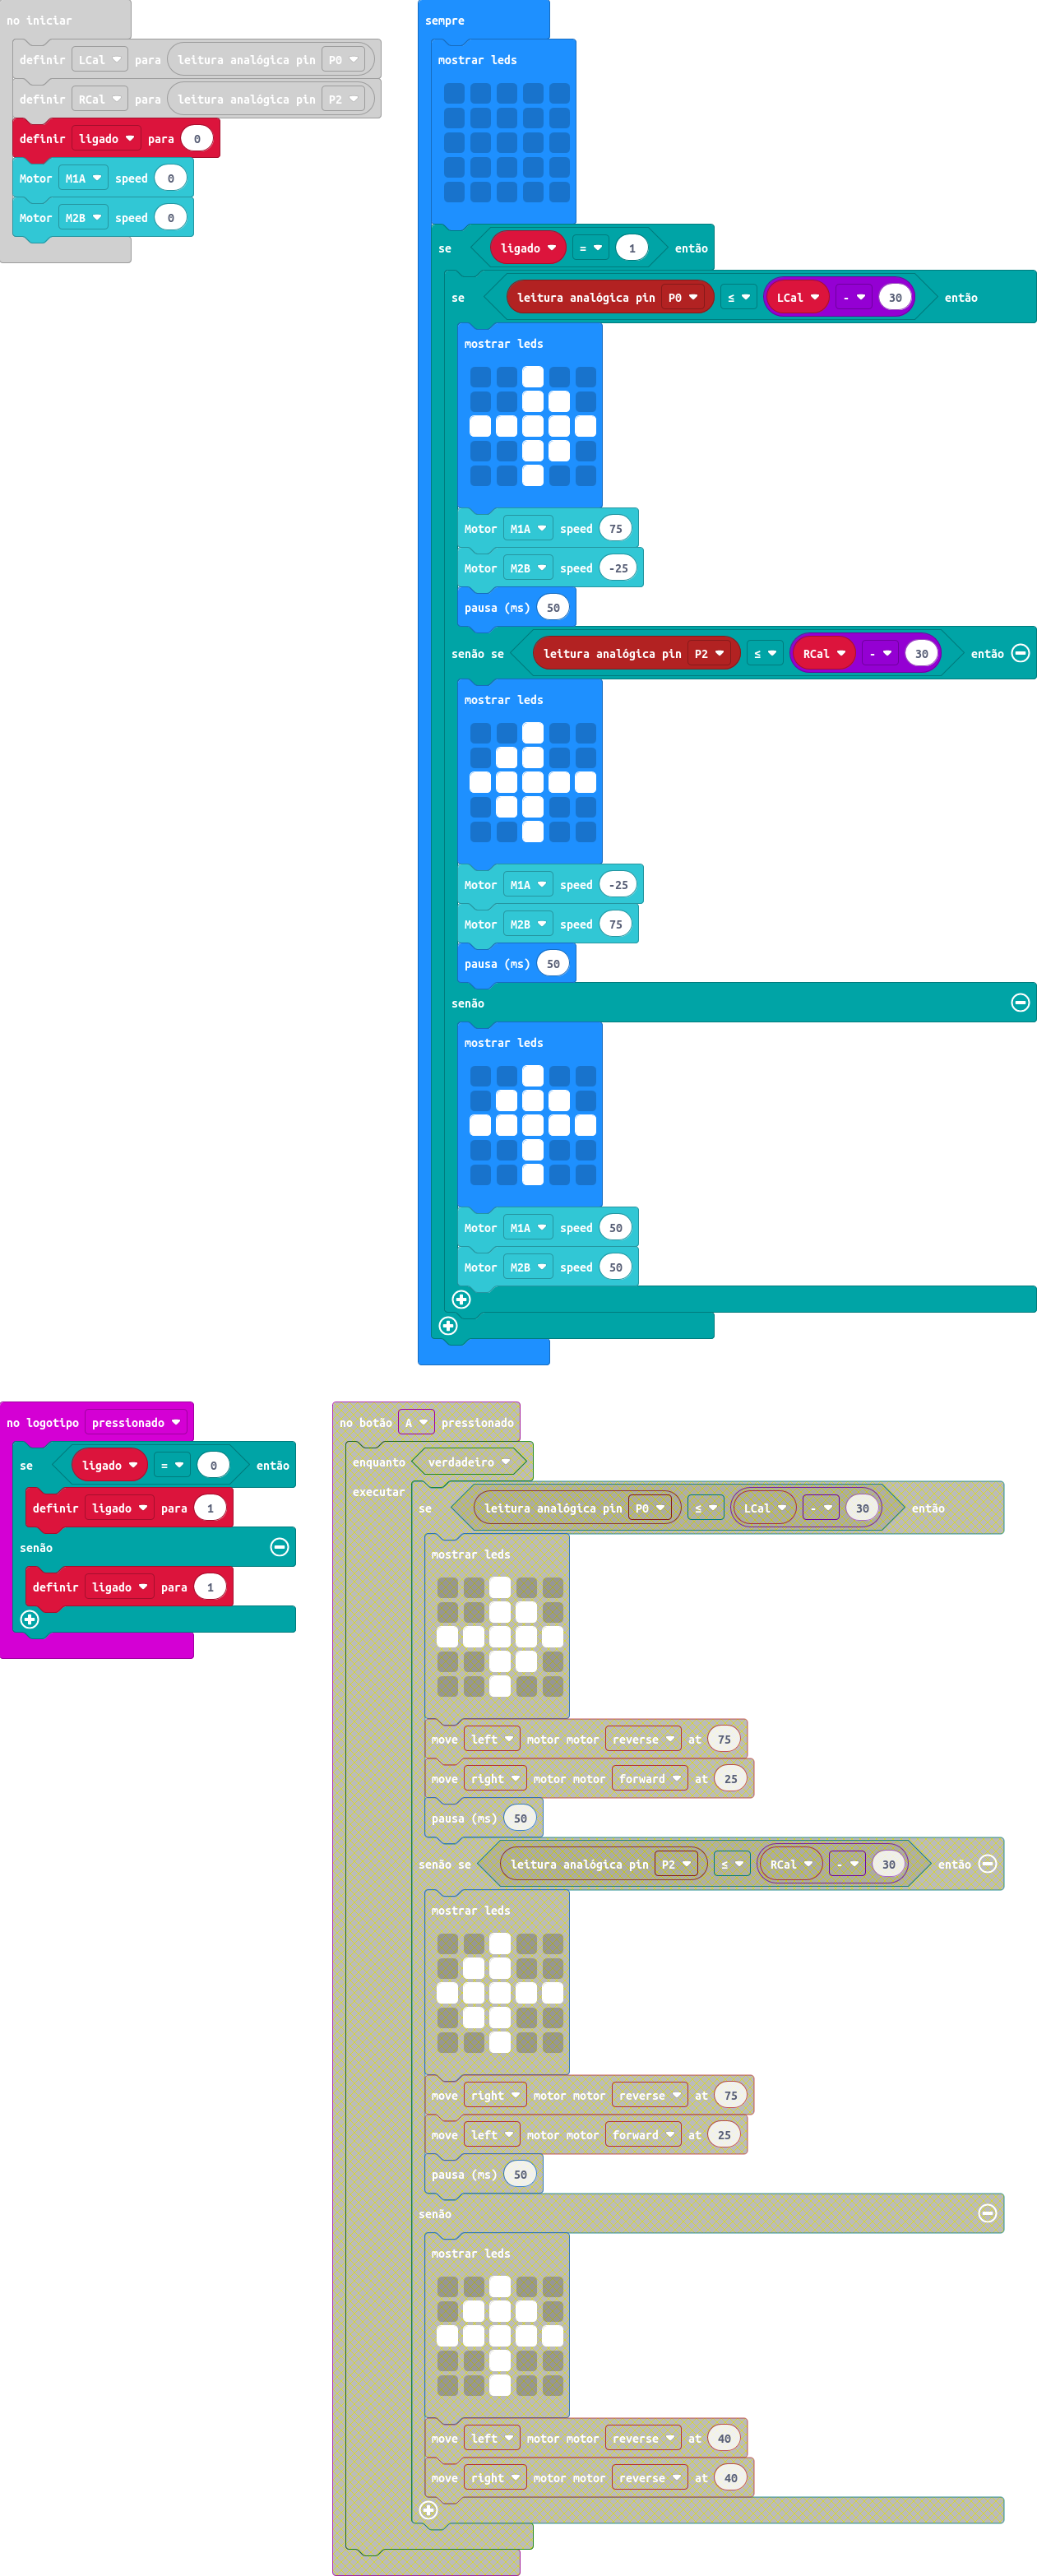 no iniciar
definir LCal para leitura analógica pin P0
definir RCal para leitura analógica pin P2
definir ligado para 0
Motor M1A speed 0
Motor M2B speed 0
sempre
mostrar leds
se ligado = 1 então
se leitura analógica pin P0 ≤ LCal - 30 então
mostrar leds
Motor M1A speed 75
Motor M2B speed -25
pausa (ms) 50
senão se leitura analógica pin P2 ≤ RCal - 30 então
mostrar leds
Motor M1A speed -25
Motor M2B speed 75
pausa (ms) 50
senão
mostrar leds
Motor M1A speed 50
Motor M2B speed 50
no logotipo pressionado
se ligado = 0 então
definir ligado para 1
senão
definir ligado para 1
no botão A pressionado
enquanto verdadeiro
executar
se leitura analógica pin P0 ≤ LCal - 30 então
mostrar leds
move left motor motor reverse at 75
move right motor motor forward at 25
pausa (ms) 50
senão se leitura analógica pin P2 ≤ RCal - 30 então
mostrar leds
move right motor motor reverse at 75
move left motor motor forward at 25
pausa (ms) 50
senão
mostrar leds
move left motor motor reverse at 40
move right motor motor reverse at 40